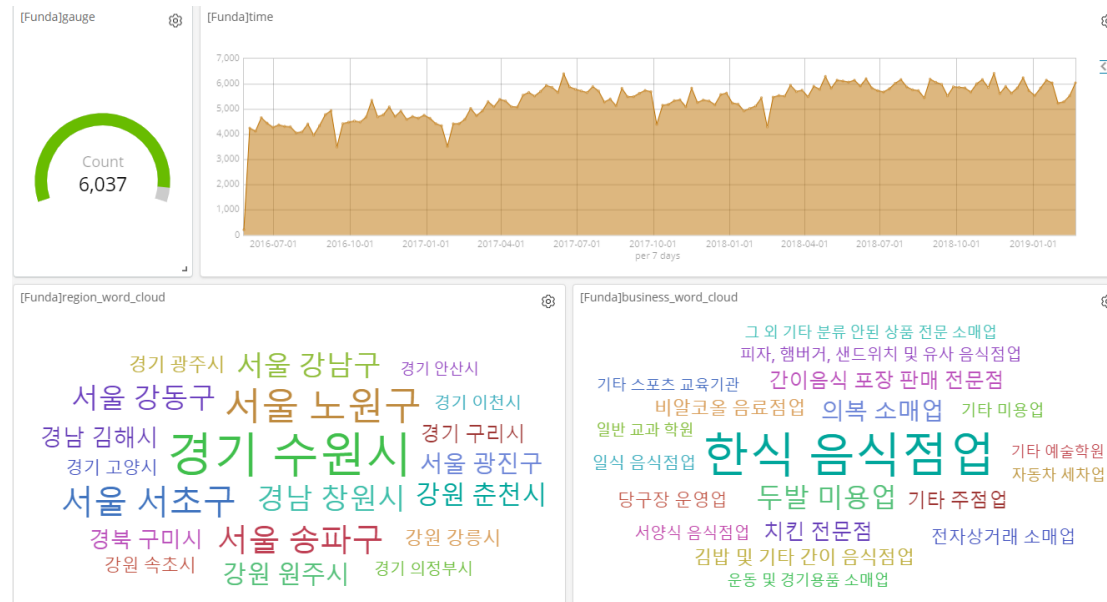 [Funda]gauge
Count
6,037
[Funda]time
7,000
6,000
5,000
4,000
3,000
2,000
1,000
0
2016-07-01 2016-10-01 2017-01-01 2017-04-01 2017-07-01 2017-10-01 2018-01-01 2018-04-01 2018-07-01 2018-10-01 2019-01-01
per 7 days
[Funda]region_word_cloud
경기 광주시 서울 강남구 경기 안산시
서울 강동구 서울 노원구 경기 이천시
경남 김해시 경기 수원시 경기 구리시
경기 고양시 서울 광진구
서울 서초구 경남 창원시 강원 춘천시
경북 구미시 서울 송파구 강원 강릉시
강원 속초시 강원 원주시 경기 의정부시
[Funda]business_word_cloud
그 외 기타 분류 안된 상품 전문 소매업
피자, 햄버거, 샌드위치 및 유사 음식점업
기타 스포츠 교육기관 간이음식 포장 판매 전문점
비알코올 음료점업 의복 소매업 기타 미용업
일반 교과 학원
일식 음식점업 한식 음식점업 기타 예술학원
자동차 세차업
당구장 운영업 두발 미용업 기타 주점업
서양식 음식점업 치킨 전문점 전자상거래 소매업
김밥 및 기타 간이 음식점업
운동 및 경기용품 소매업